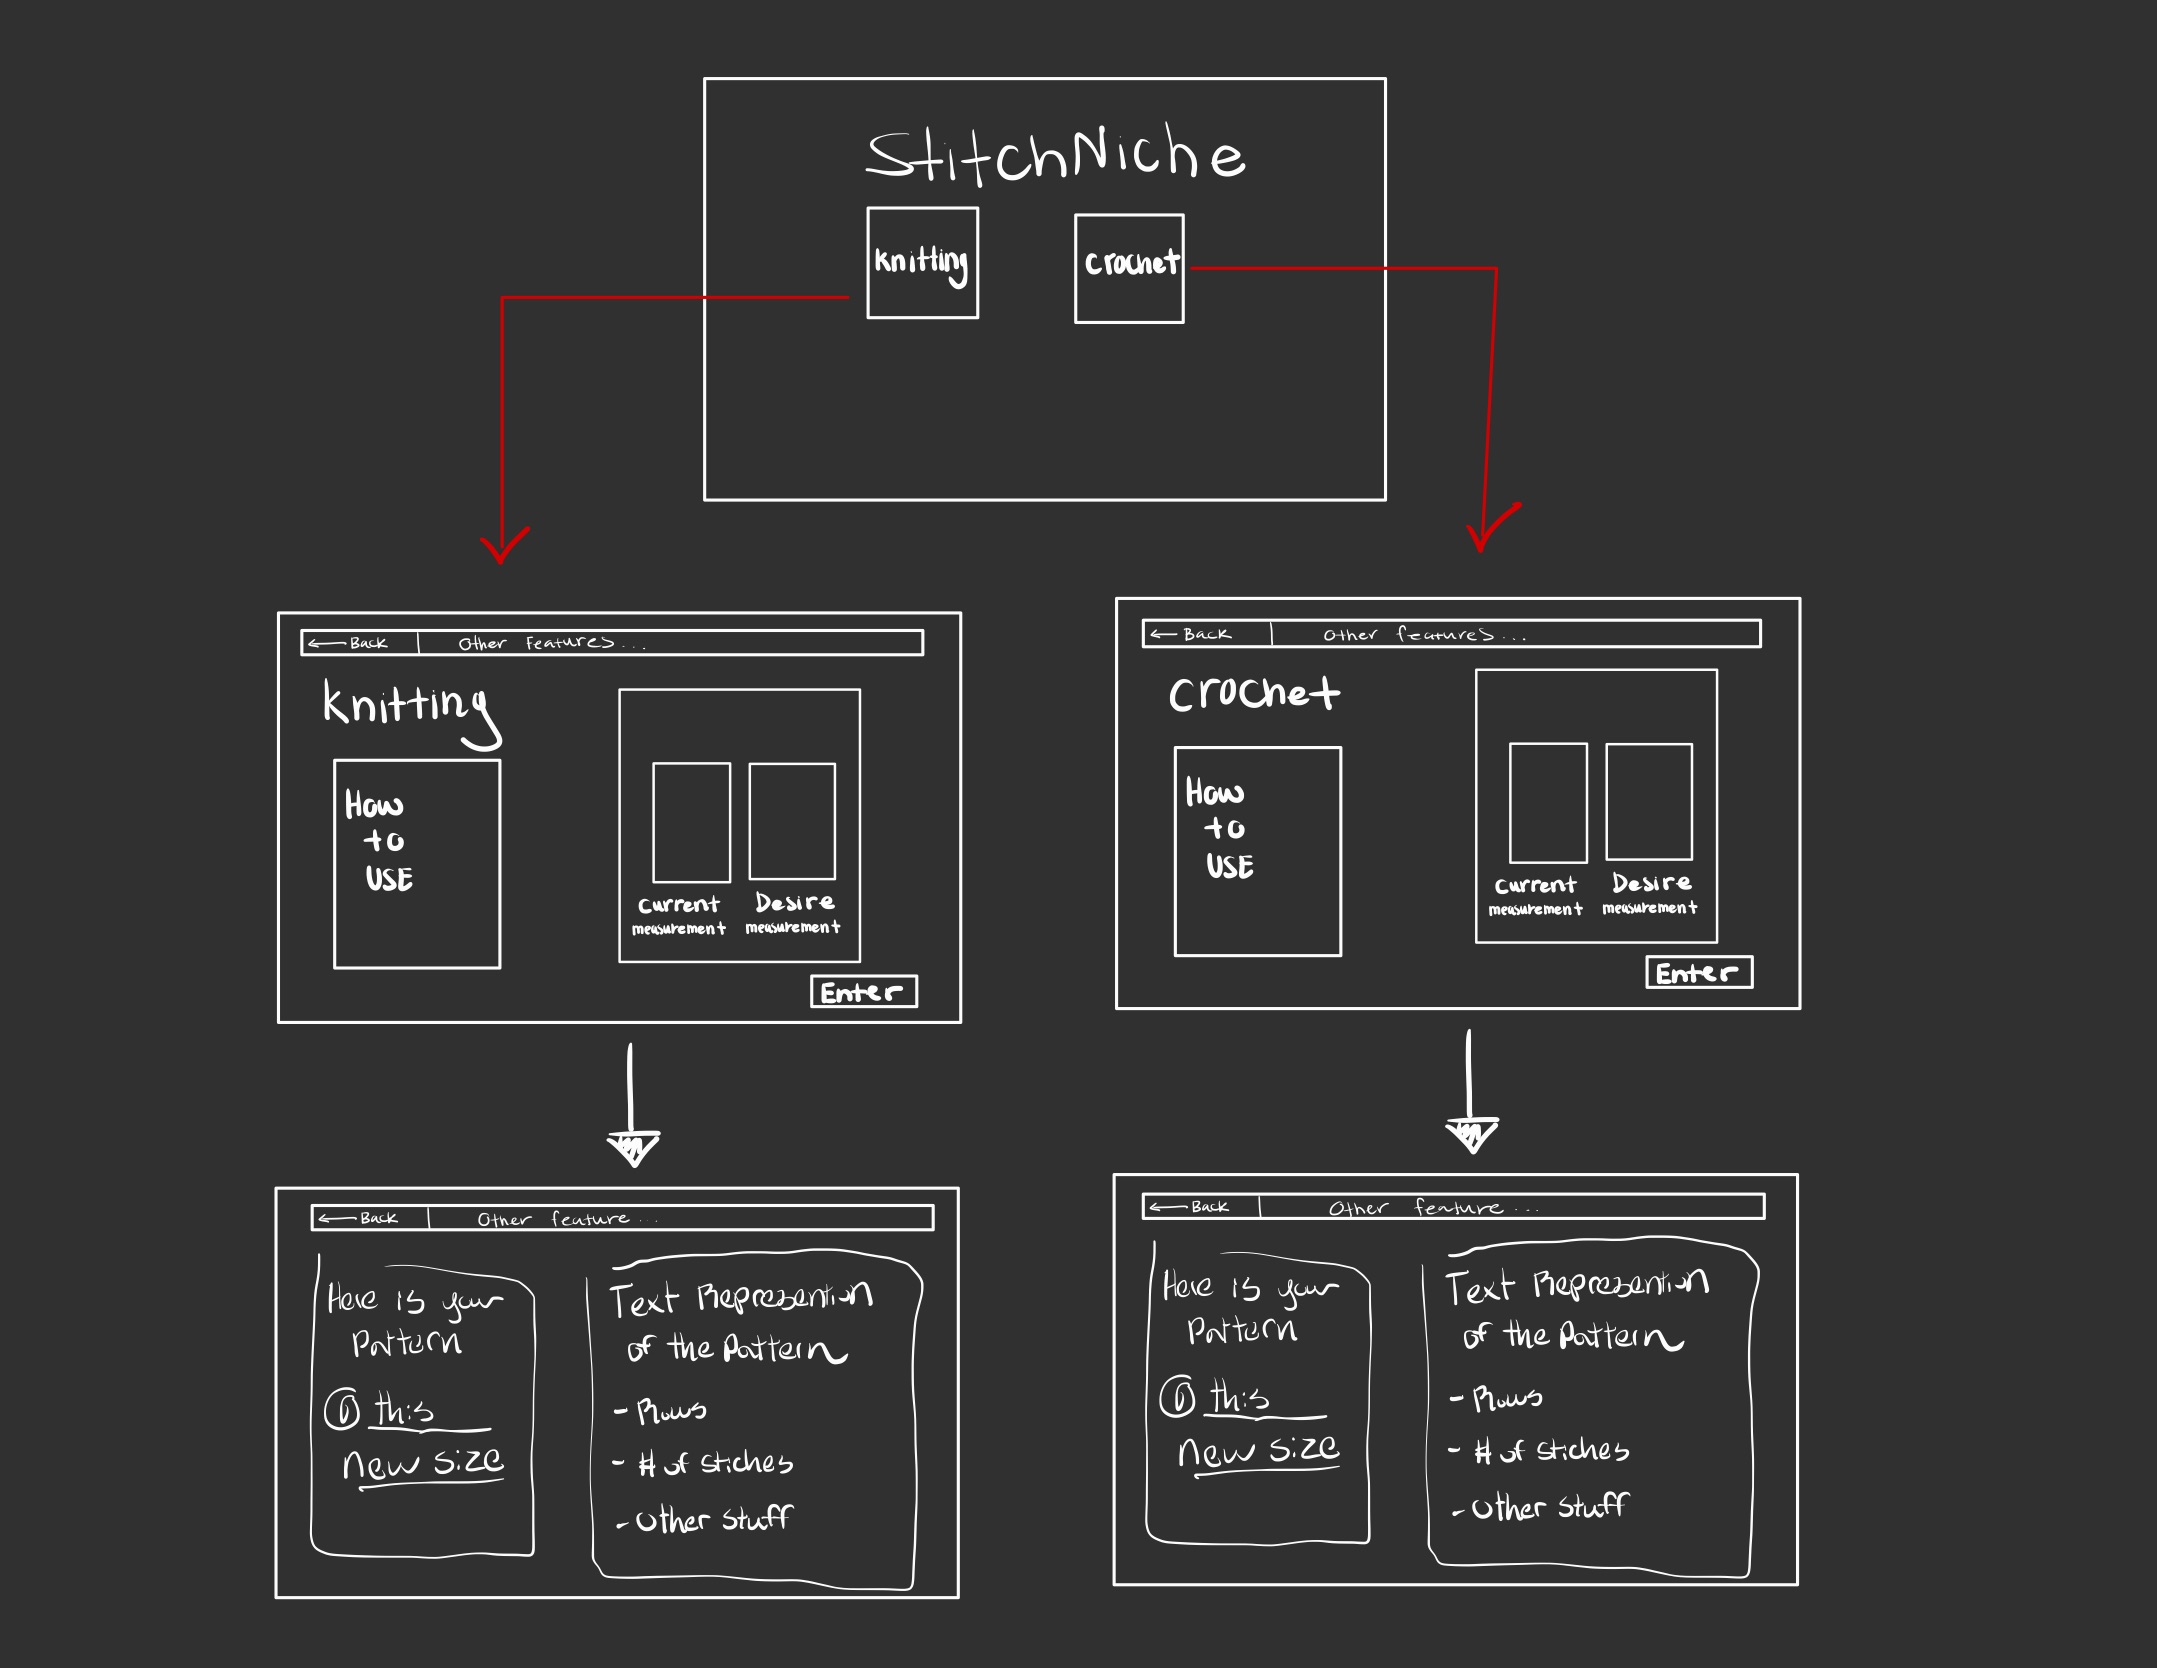 StitchNiche
knitting
crochet
← Back
Other features...
knitting
How
to
USE
current
measurement
Desire
measurement
Enter
← Back
Other features...
crochet
How
to
USE
current
measurement
Desire
measurement
Enter
← Back
Other feature...
Here is your
Pattern
@ this
New size
Text Represention
of the Pattern
- Rows
- # of stiches
- Other stuff
← Back
Other feature...
Here is your
Pattern
@ this
New size
Text Represention
of the Pattern
- Rows
- # of stiches
- Other stuff